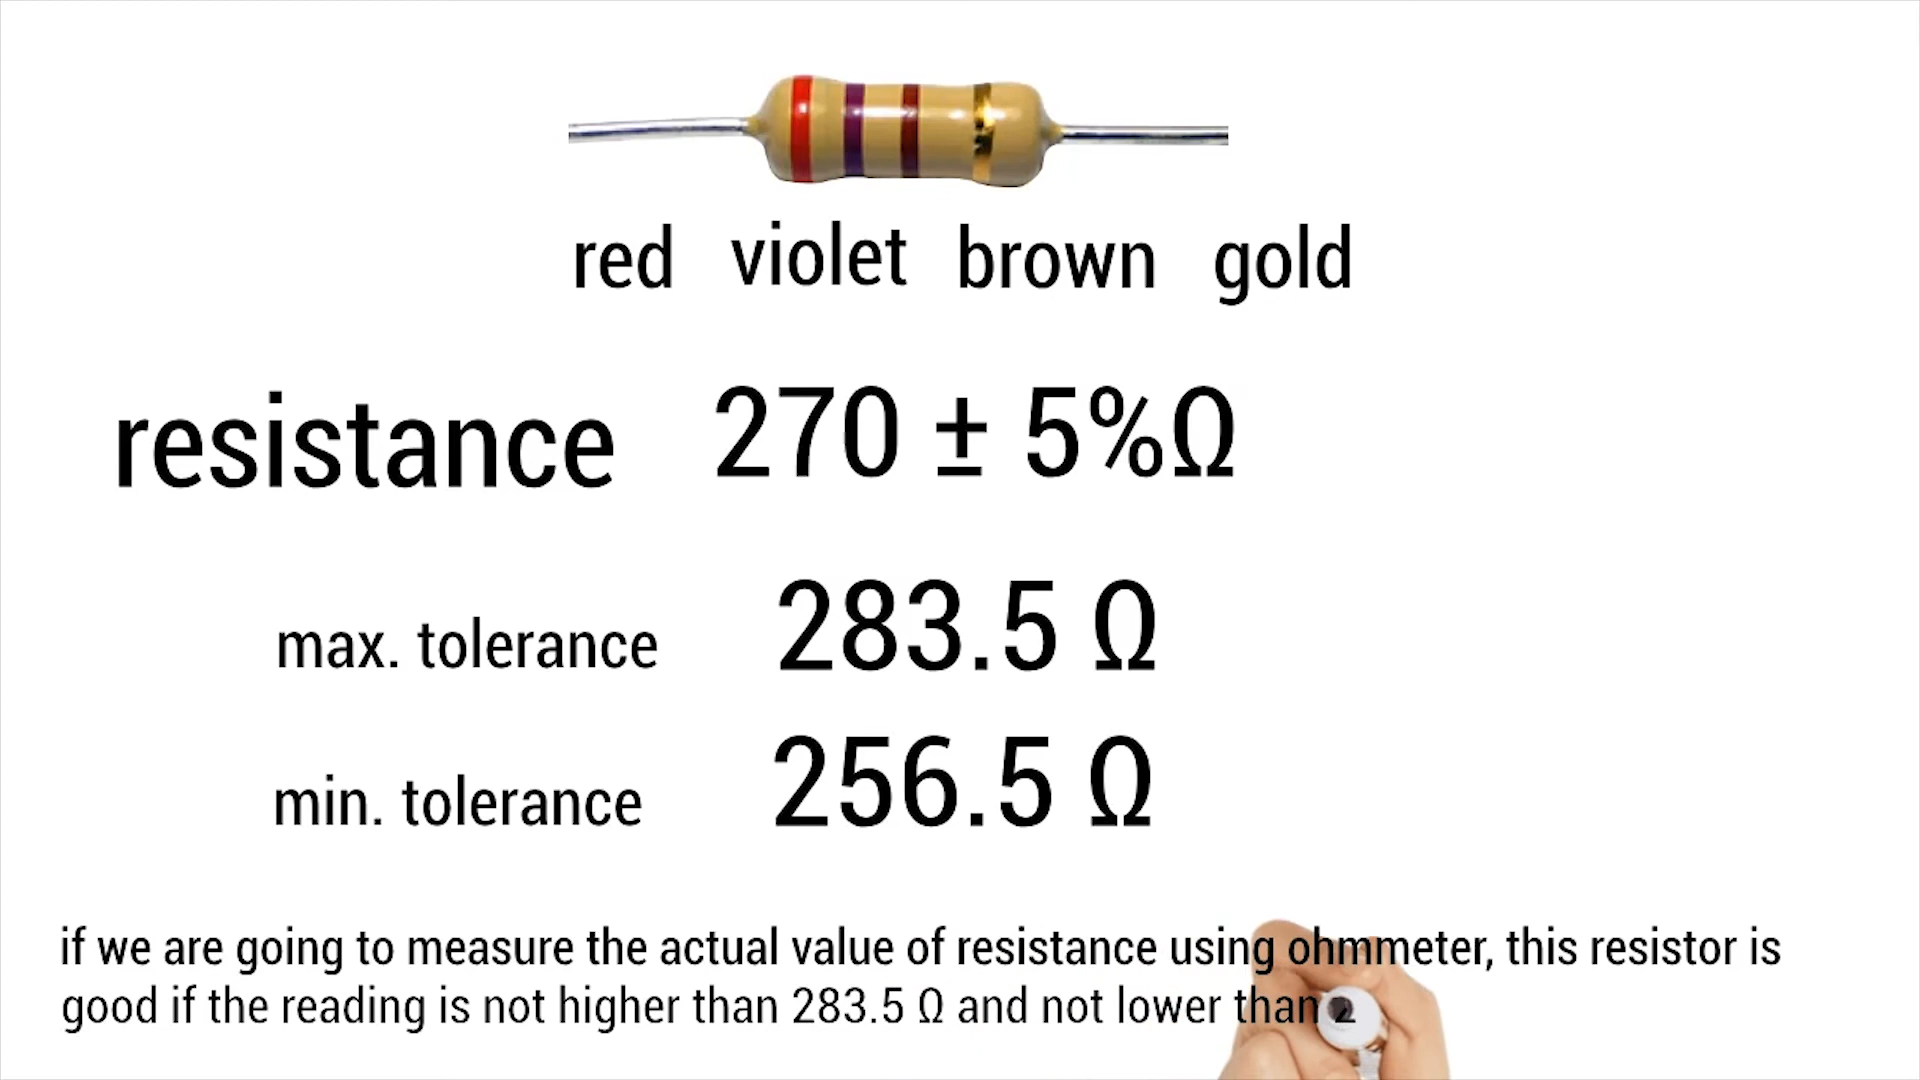 red violet brown gold
resistance 270 ± 5%Ω
max. tolerance 283.5 Ω
min. tolerance 256.5 Ω
if we are going to measure the actual value of resistance using ohmmeter, this resistor is
good if the reading is not higher than 283.5 Ω and not lower than 2